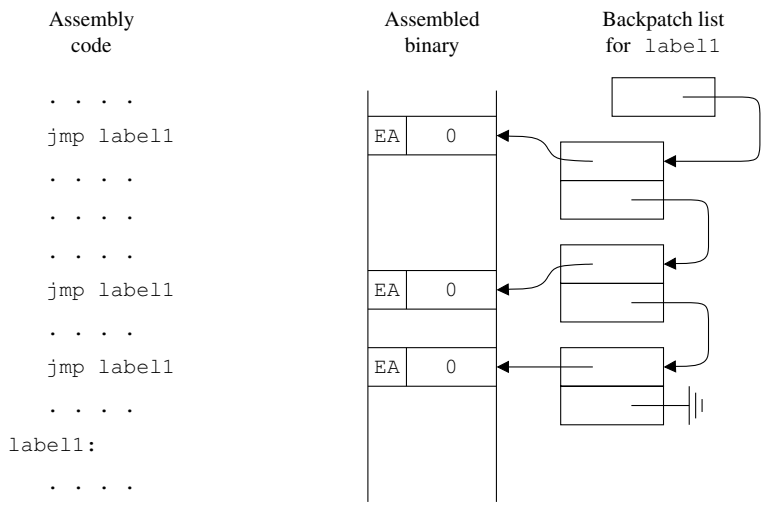 Assembly code
Assembled binary
Backpatch list for label1
. . . .
jmp label1 EA 0
. . . .
. . . .
. . . .
jmp label1 EA 0
. . . .
jmp label1 EA 0
. . . .
label1:
. . . .